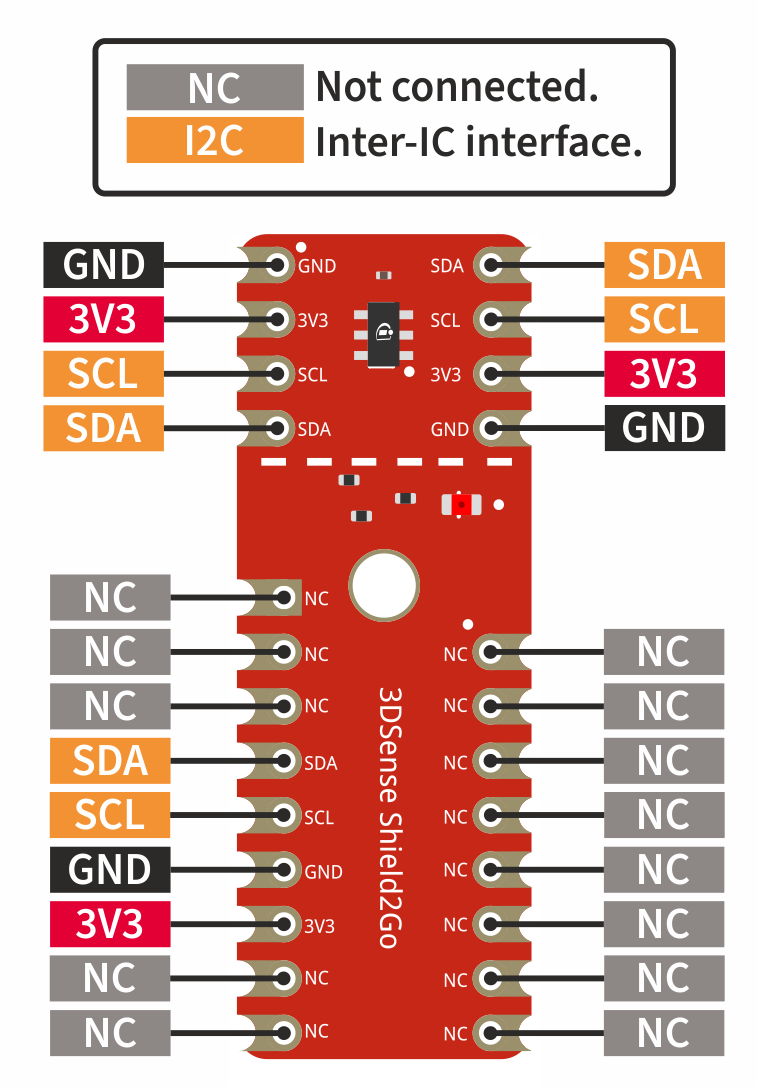 NC Not connected.
I2C Inter-IC interface.
GND GND SDA SDA
3V3 3V3 SCL SCL
SCL SCL 3V3 3V3
SDA SDA GND GND
NC NC
NC NC NC NC
NC NC NC NC
SDA SDA NC NC
SCL SCL NC NC
GND GND NC NC
3V3 3V3 NC NC
NC NC NC NC
NC NC NC NC
3DSense Shield2Go